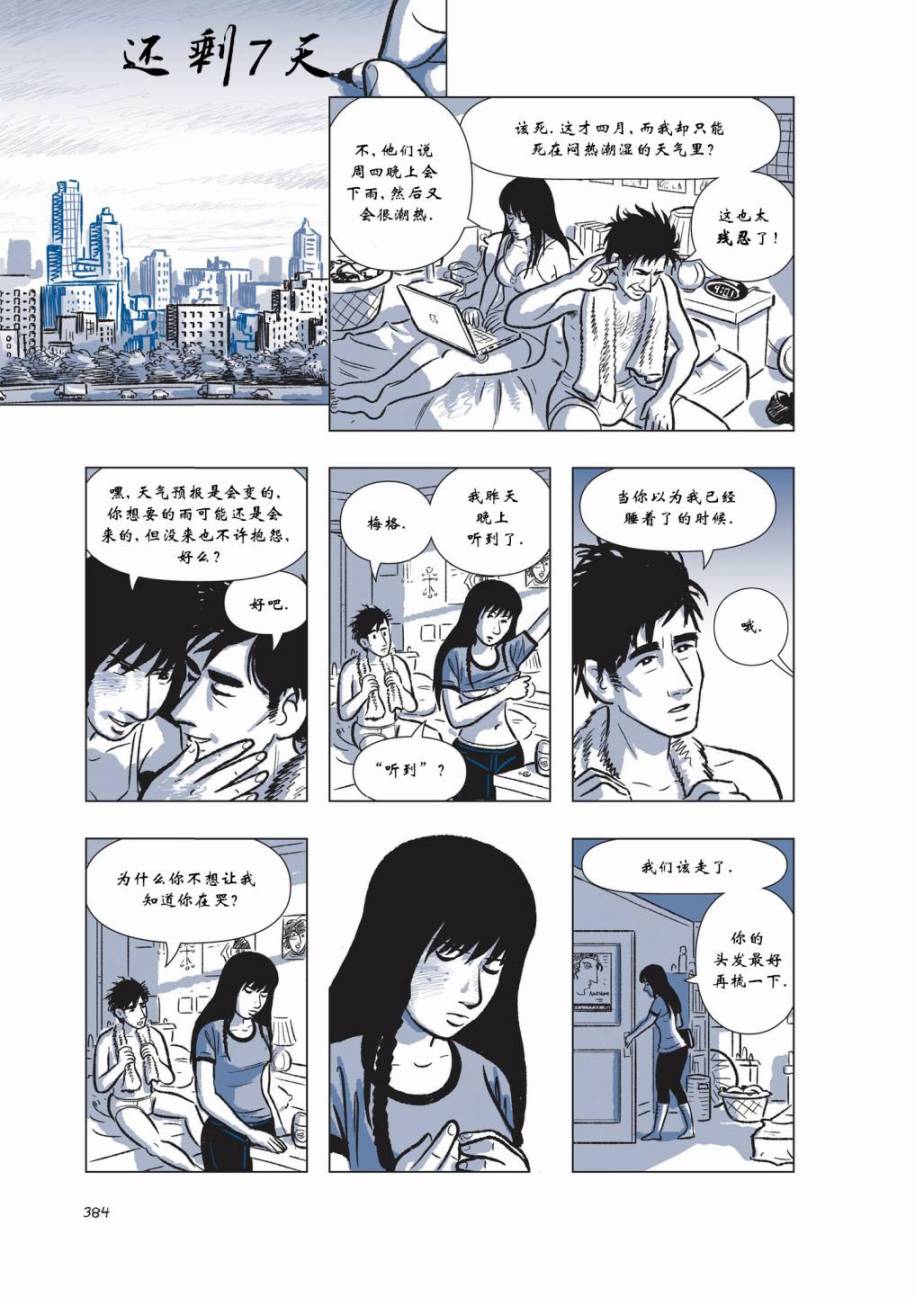 还剩7天
该死.这才四月,而我却只能
死在闷热潮湿的天气里?
不,他们说
周四晚上会
下雨,然后又
会很潮热.
这也太
残忍了!
4:01
嘿,天气预报是会变的,
你想要的雨可能还是会
来的,但没来也不许抱怨,
好么?
好吧.
梅格.
我昨天
晚上
听到了.
“听到”?
当你以为我已经
睡着了的时候.
哦.
为什么你不想让我
知道你在哭?
我们该走了.
你的
头发最好
再梳一下.
384